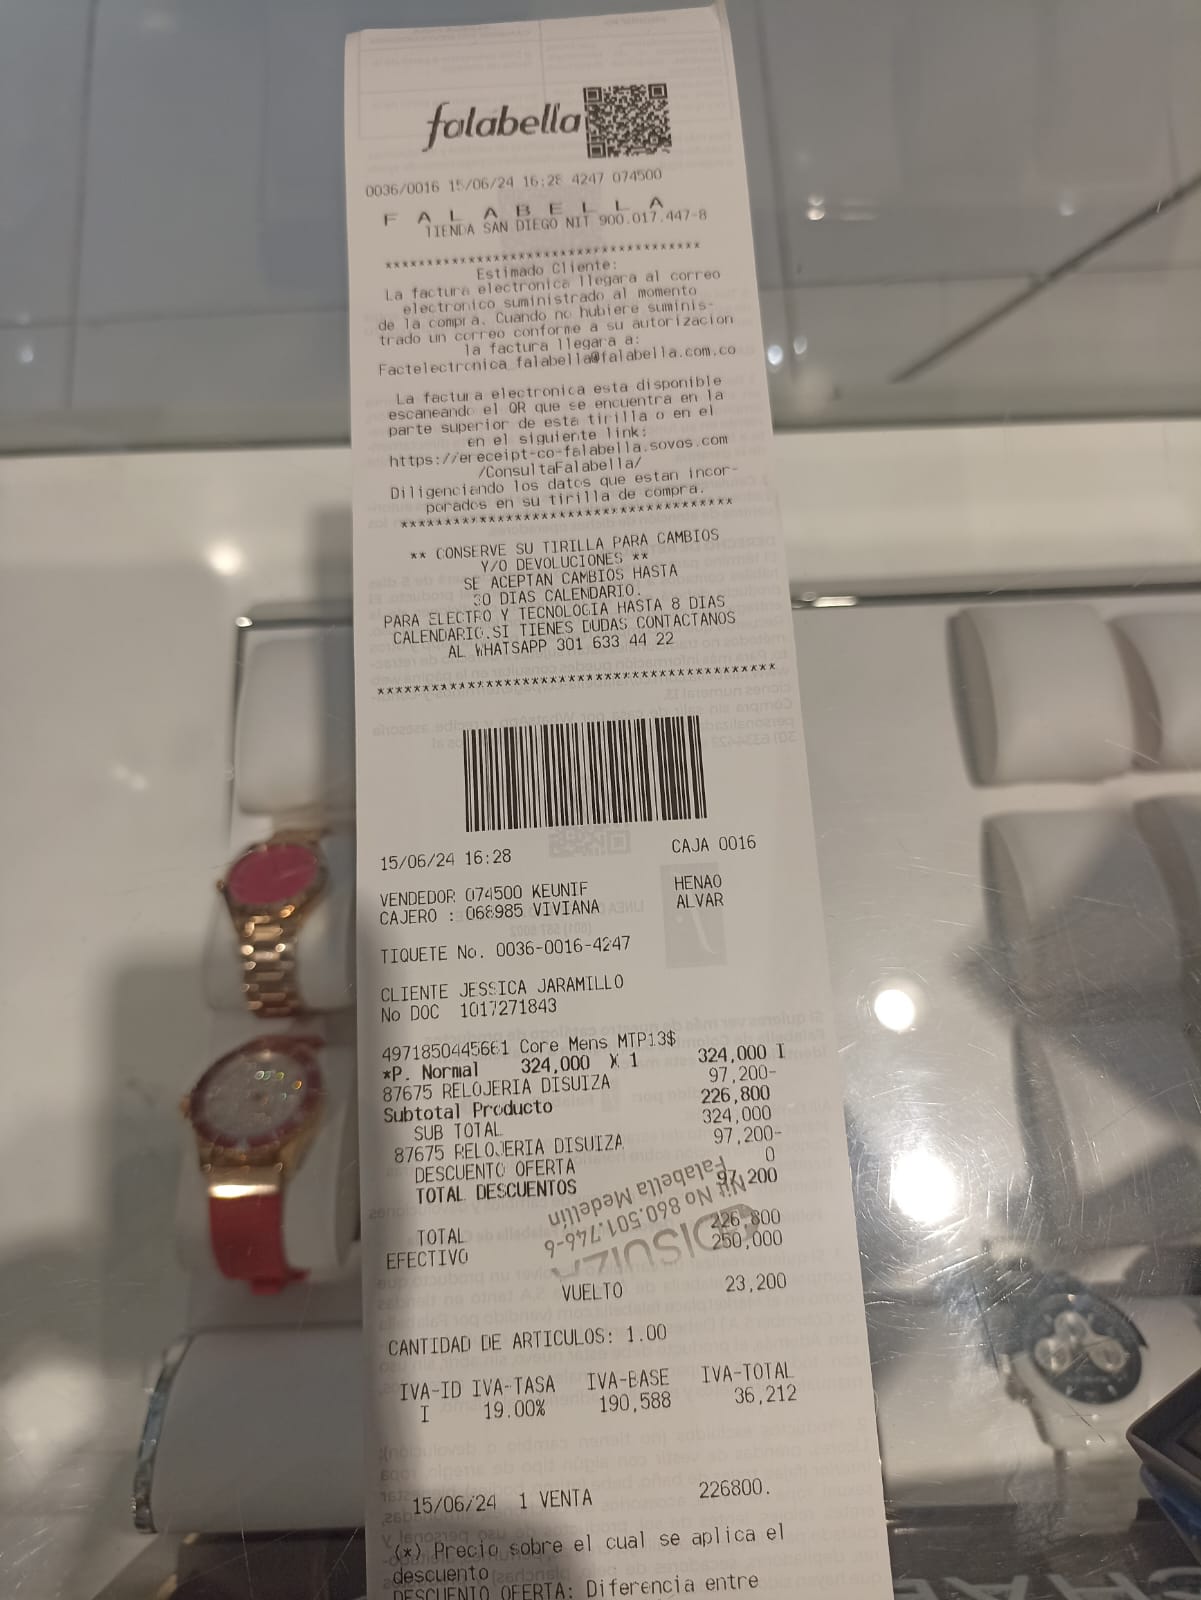 falabella
0036/0016 15/06/24 16:28 4247 074500
F A L A B E L L A
TIENDA SAN DIEGO NIT 900.017.447-8
****************************************
Estimado Cliente:
La factura electronica llegara al correo
electronico suministrado al momento
de la compra. Cuando no hubiere suminis-
trado un correo conforme a su autorizacion
la factura llegara a:
Factelectronica_falabella@falabella.com.co
La factura electronica esta disponible
escaneando el QR que se encuentra en la
parte superior de esta tirilla o en el
en el siguiente link:
https://ereceipt-co-falabella.sovos.com
/ConsultaFalabella/
Diligenciando los datos que estan incor-
porados en su tirilla de compra.
****************************************
** CONSERVE SU TIRILLA PARA CAMBIOS
Y/O DEVOLUCIONES **
SE ACEPTAN CAMBIOS HASTA
30 DIAS CALENDARIO.
PARA ELECTRO Y TECNOLOGIA HASTA 8 DIAS
CALENDARIO.SI TIENES DUDAS CONTACTANOS
AL WHATSAPP 301 633 44 22
****************************************
15/06/24 16:28 CAJA 0016
VENDEDOR 074500 KEUNIF HENAO
CAJERO : 068985 VIVIANA ALVAR
TIQUETE No. 0036-0016-4247
CLIENTE JESSICA JARAMILLO
No DOC 1017271843
4971850445661 Core Mens MTP13$
*P. Normal 324,000 X 1 324,000 I
87675 RELOJERIA DISUIZA 97,200-
Subtotal Producto 226,800
SUB TOTAL 324,000
87675 RELOJERIA DISUIZA 97,200-
DESCUENTO OFERTA 0
TOTAL DESCUENTOS 97,200
TOTAL 226,800
EFECTIVO 250,000
DISUIZA
Nit No 860.501.746-6
Falabella Medellín
VUELTO 23,200
CANTIDAD DE ARTICULOS: 1.00
IVA-ID IVA-TASA IVA-BASE IVA-TOTAL
I 19.00% 190,588 36,212
15/06/24 1 VENTA 226800.
(*) Precio sobre el cual se aplica el
descuento
DESCUENTO OFERTA: Diferencia entre